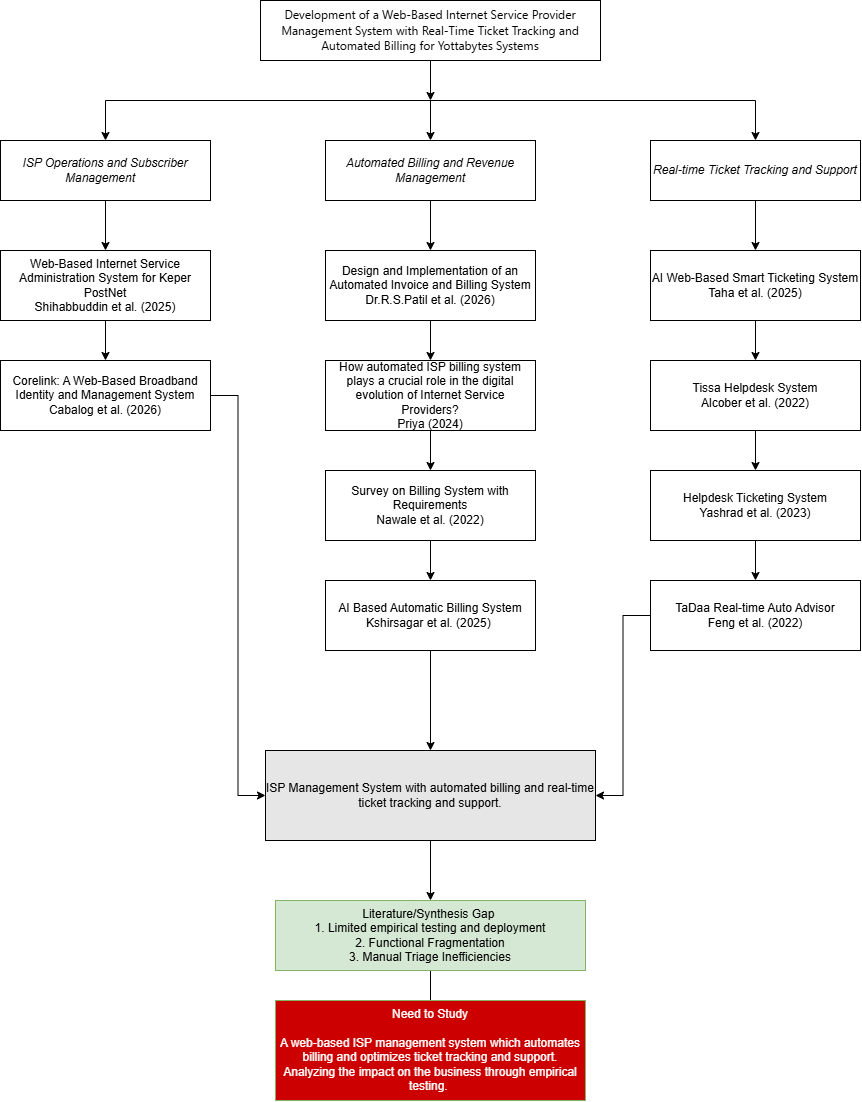 Development of a Web-Based Internet Service Provider
Management System with Real-Time Ticket Tracking and
Automated Billing for Yottabytes Systems
ISP Operations and Subscriber
Management
Automated Billing and Revenue
Management
Real-time Ticket Tracking and Support
Web-Based Internet Service
Administration System for Keper
PostNet
Shihabbuddin et al. (2025)
Design and Implementation of an
Automated Invoice and Billing System
Dr.R.S.Patil et al. (2026)
AI Web-Based Smart Ticketing System
Taha et al. (2025)
Corelink: A Web-Based Broadband
Identity and Management System
Cabalog et al. (2026)
How automated ISP billing system
plays a crucial role in the digital
evolution of Internet Service
Providers?
Priya (2024)
Tissa Helpdesk System
Alcober et al. (2022)
Survey on Billing System with
Requirements
Nawale et al. (2022)
Helpdesk Ticketing System
Yashrad et al. (2023)
AI Based Automatic Billing System
Kshirsagar et al. (2025)
TaDaa Real-time Auto Advisor
Feng et al. (2022)
ISP Management System with automated billing and real-time
ticket tracking and support.
Literature/Synthesis Gap
1. Limited empirical testing and deployment
2. Functional Fragmentation
3. Manual Triage Inefficiencies
Need to Study
A web-based ISP management system which automates
billing and optimizes ticket tracking and support.
Analyzing the impact on the business through empirical
testing.